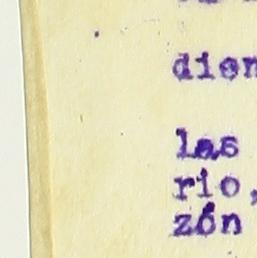 dien
las
rio,
zón